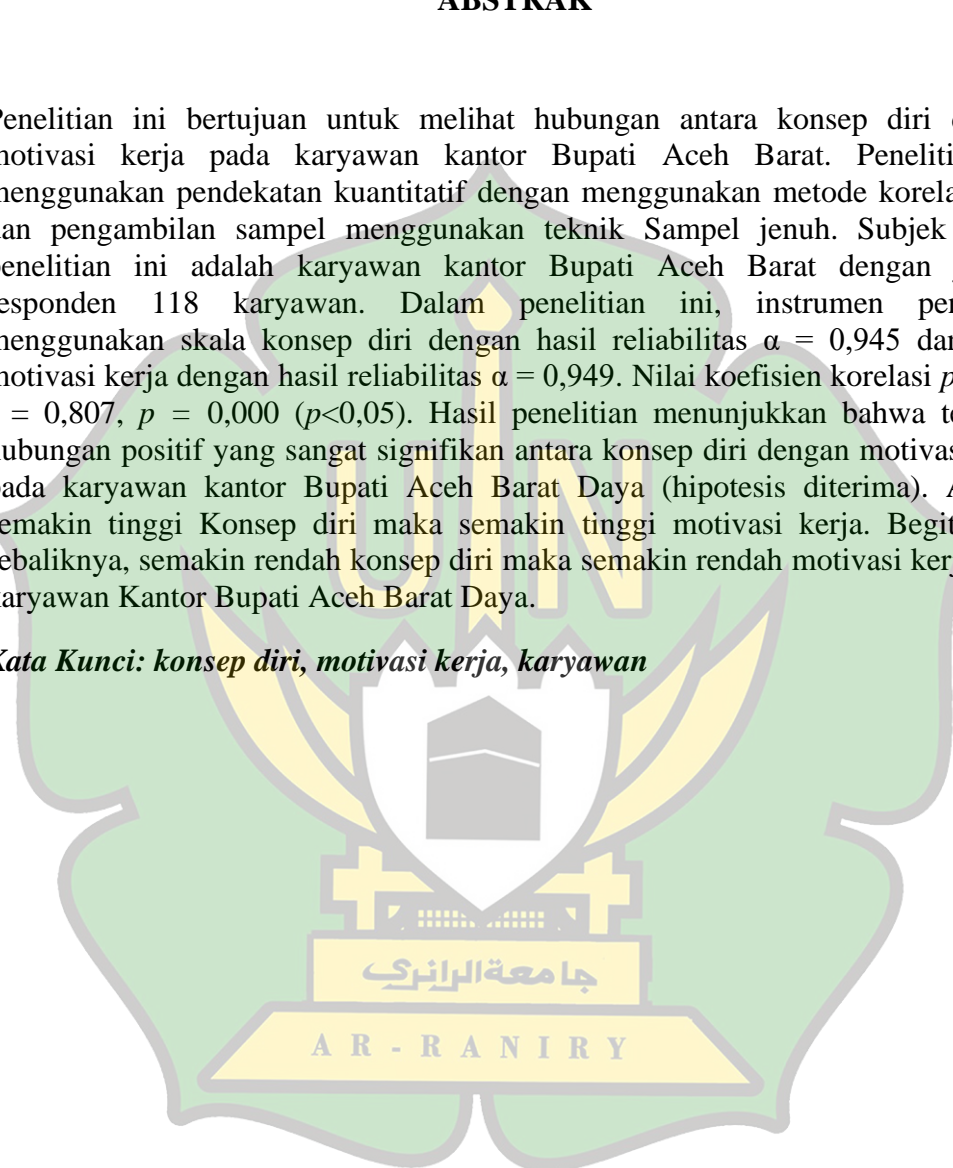 ABSTRAK
Penelitian ini bertujuan untuk melihat hubungan antara konsep diri
motivasi kerja pada karyawan kantor Bupati Aceh Barat.
menggunakan pendekatan kuantitatif dengan menggunakan metode
dan pengambilan sampel menggunakan teknik Sampel jenuh. Subjek
penelitian ini adalah karyawan kantor Bupati Aceh Barat dengan
responden 118 karyawan. Dalam penelitian ini, instrumen
menggunakan skala konsep diri dengan hasil reliabilitas α = 0,945
motivasi kerja dengan hasil reliabilitas α = 0,949. Nilai koefisien korelasi
= 0,807, p = 0,000 (p<0,05). Hasil penelitian menunjukkan bahwa
hubungan positif yang sangat signifikan antara konsep diri dengan
pada karyawan kantor Bupati Aceh Barat Daya (hipotesis diterima).
semakin tinggi Konsep diri maka semakin tinggi motivasi kerja.
sebaliknya, semakin rendah konsep diri maka semakin rendah motivasi
karyawan Kantor Bupati Aceh Barat Daya.
Kata Kunci: konsep diri, motivasi kerja, karyawan
UIN
جامعة الرانري
AR-RANIRY